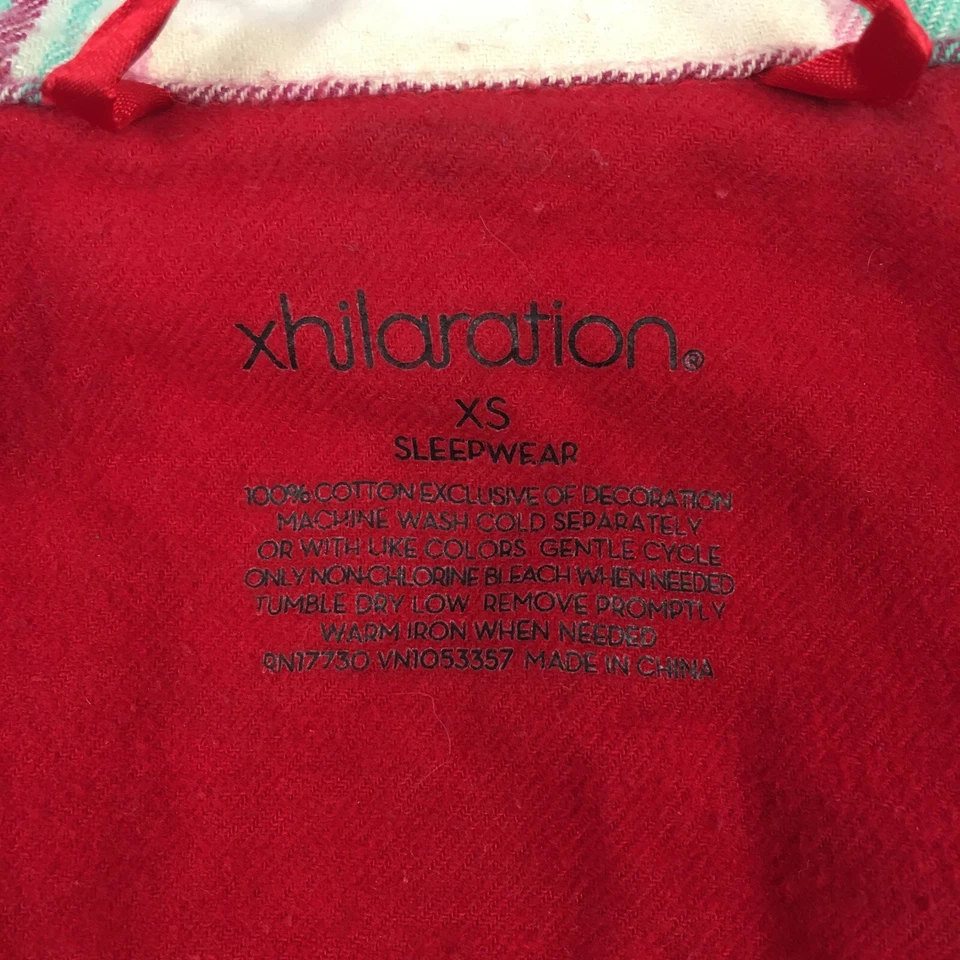 xhilaration®
XS
SLEEPWEAR
100% COTTON EXCLUSIVE OF DECORATION
MACHINE WASH COLD SEPARATELY
OR WITH LIKE COLORS GENTLE CYCLE
ONLY NON-CHLORINE BLEACH WHEN NEEDED
TUMBLE DRY LOW REMOVE PROMPTLY
WARM IRON WHEN NEEDED
RN17730 VN1053357 MADE IN CHINA